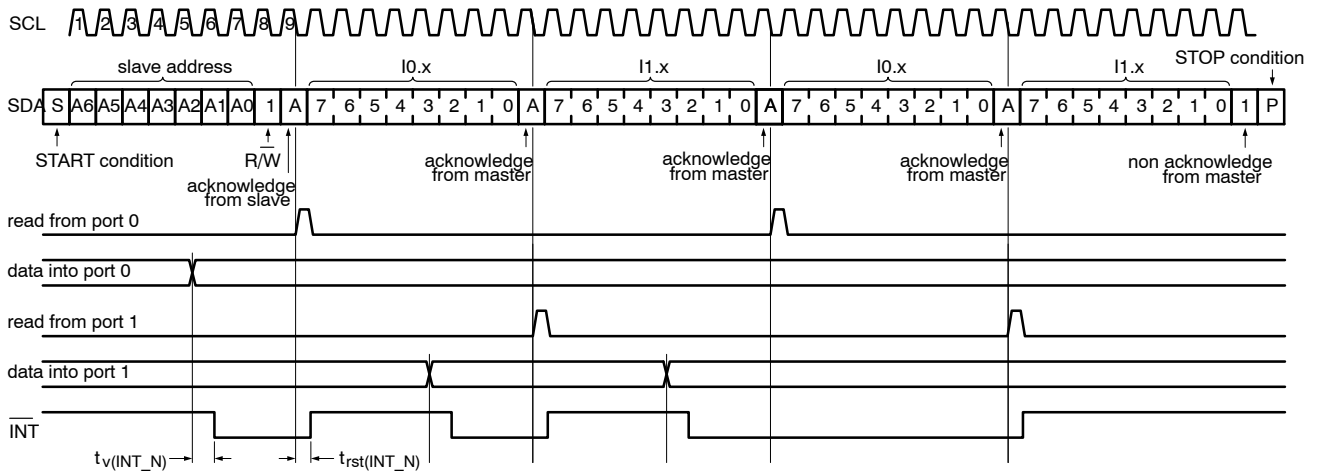 SCL 1 2 3 4 5 6 7 8 9
slave address I0.x I1.x I0.x I1.x STOP condition
SDA S A6 A5 A4 A3 A2 A1 A0 1 A 7 6 5 4 3 2 1 0 A 7 6 5 4 3 2 1 0 A 7 6 5 4 3 2 1 0 A 7 6 5 4 3 2 1 0 1 P
START condition R/W̅ acknowledge from slave acknowledge from master acknowledge from master acknowledge from master non acknowledge from master
read from port 0
data into port 0
read from port 1
data into port 1
I̅N̅T̅
tv(INT_N) trst(INT_N)